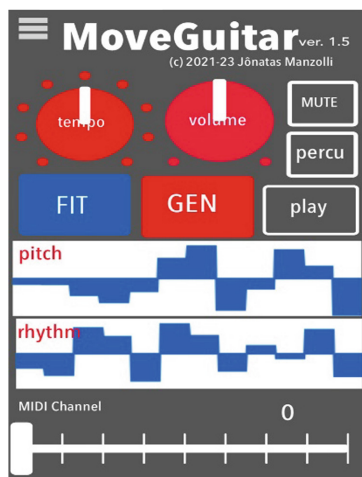 MoveGuitar ver. 1.5
(c) 2021-23 Jônatas Manzolli
tempo
volume
MUTE
percu
FIT
GEN
play
pitch
rhythm
MIDI Channel
0